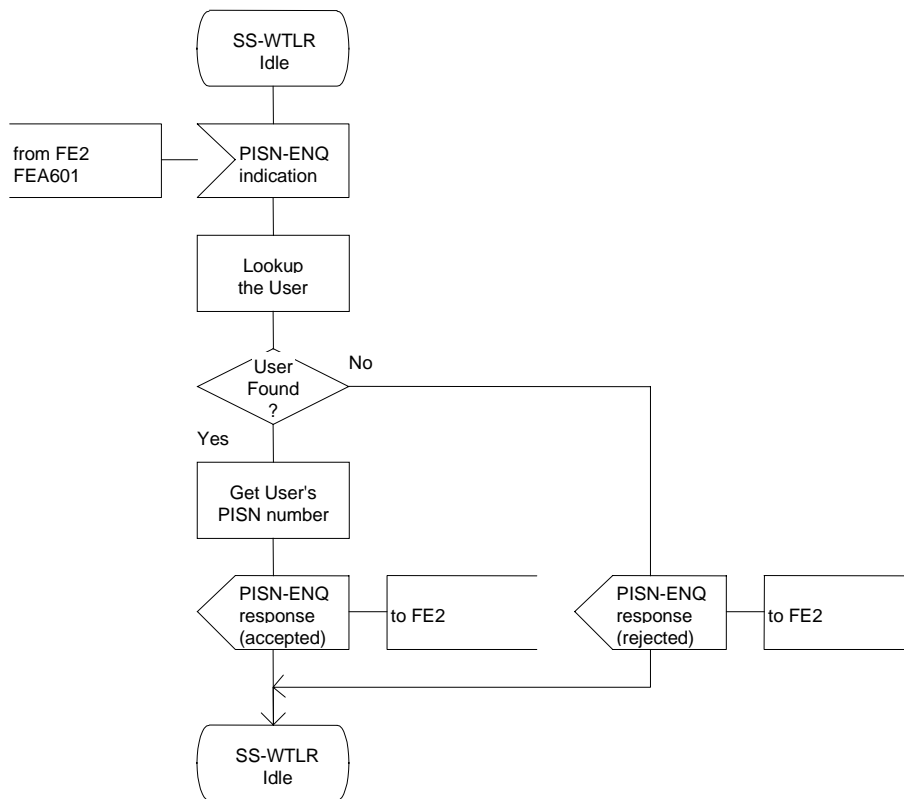 SS-WTLR
Idle
from FE2
FEA601
PISN-ENQ
indication
Lookup
the User
User
Found
?
No
Yes
Get User's
PISN number
PISN-ENQ
response
(accepted)
to FE2
PISN-ENQ
response
(rejected)
to FE2
SS-WTLR
Idle